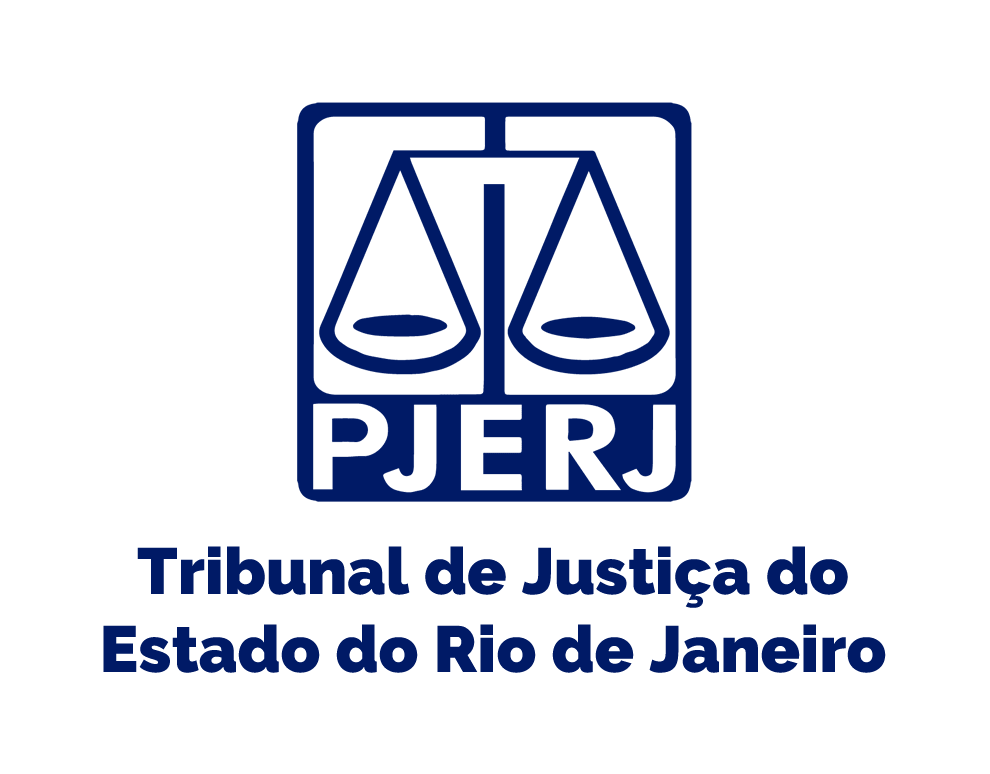 PJERJ
Tribunal de Justiça do
Estado do Rio de Janeiro